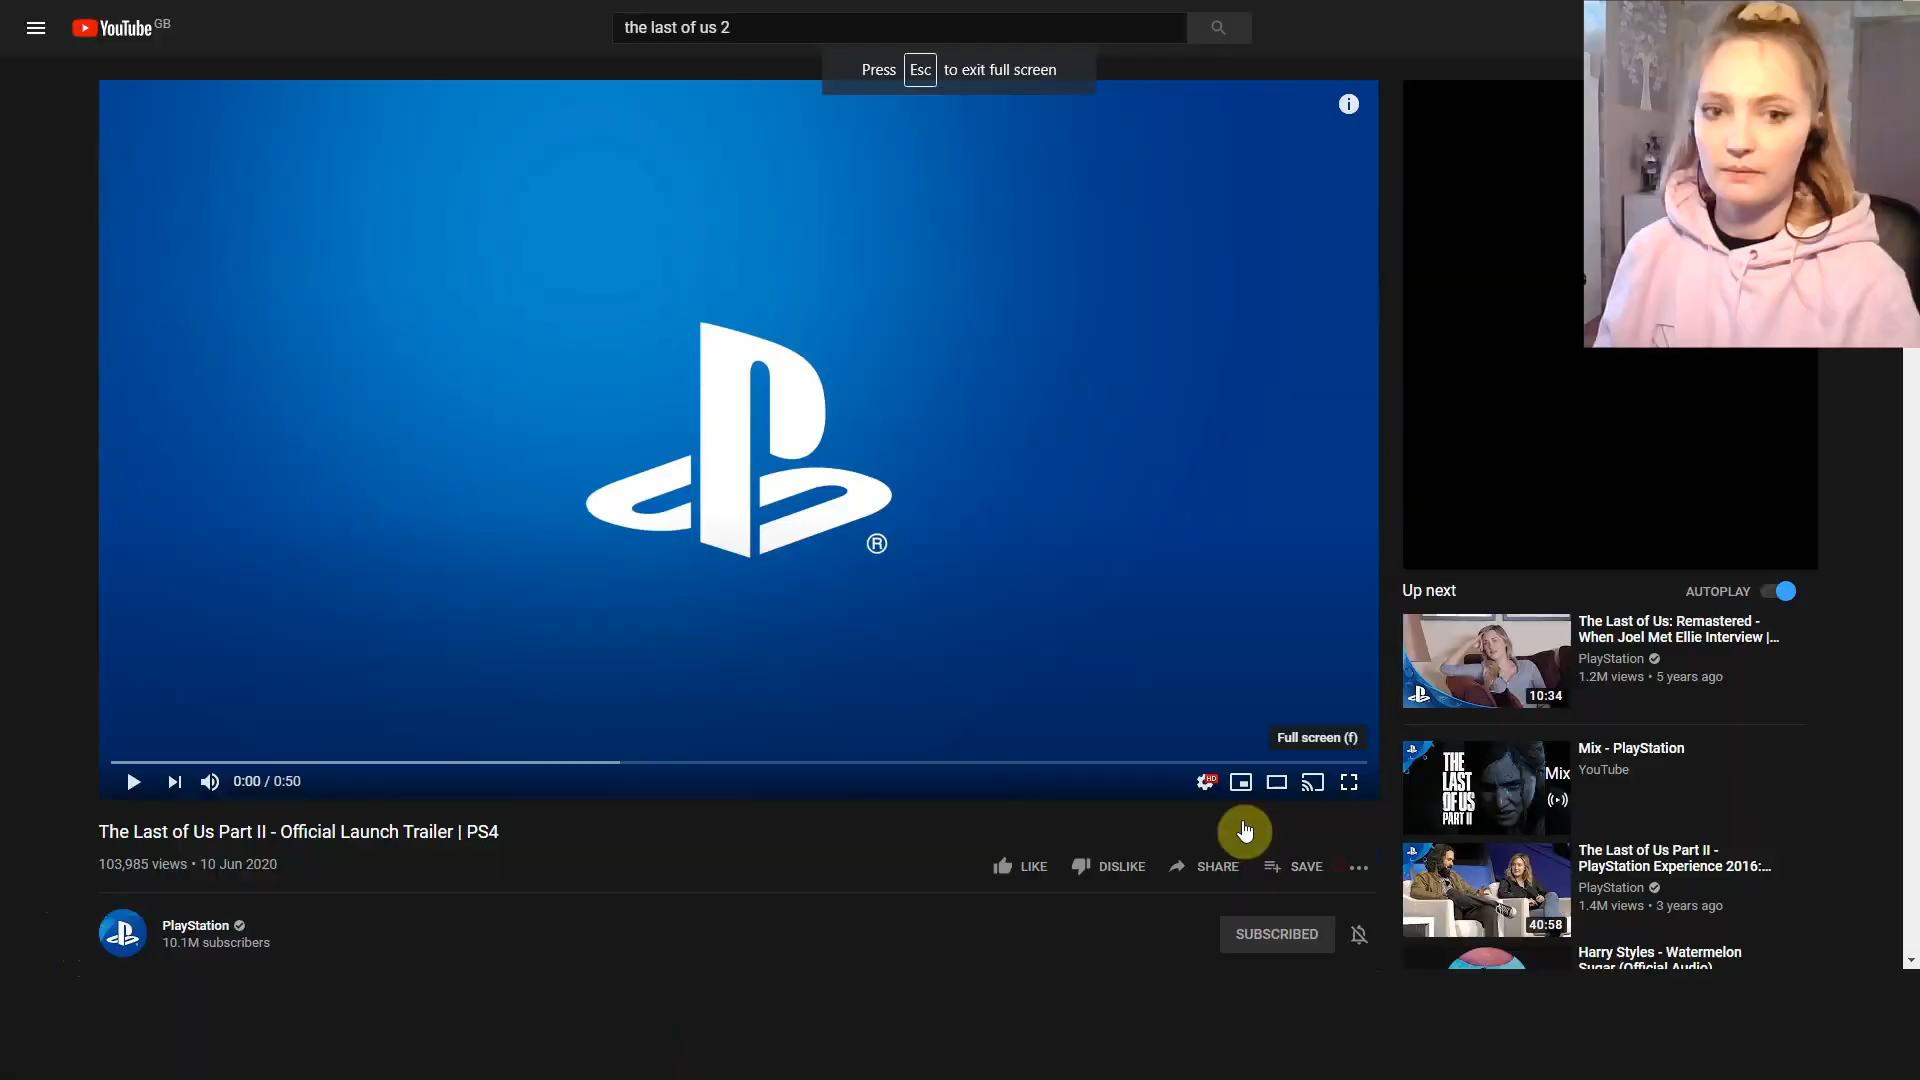 YouTube GB
the last of us 2
Press Esc to exit full screen
i
®
Full screen (f)
0:00 / 0:50
HD
The Last of Us Part II - Official Launch Trailer | PS4
103,985 views • 10 Jun 2020
LIKE DISLIKE SHARE SAVE
PlayStation
10.1M subscribers
SUBSCRIBED
Up next AUTOPLAY
The Last of Us: Remastered -
When Joel Met Ellie Interview |...
PlayStation
1.2M views • 5 years ago
10:34
THE
LAST
OF US
PART II
Mix
Mix - PlayStation
YouTube
The Last of Us Part II -
PlayStation Experience 2016:...
PlayStation
1.4M views • 3 years ago
40:58
Harry Styles - Watermelon
Sugar (Official Audio)